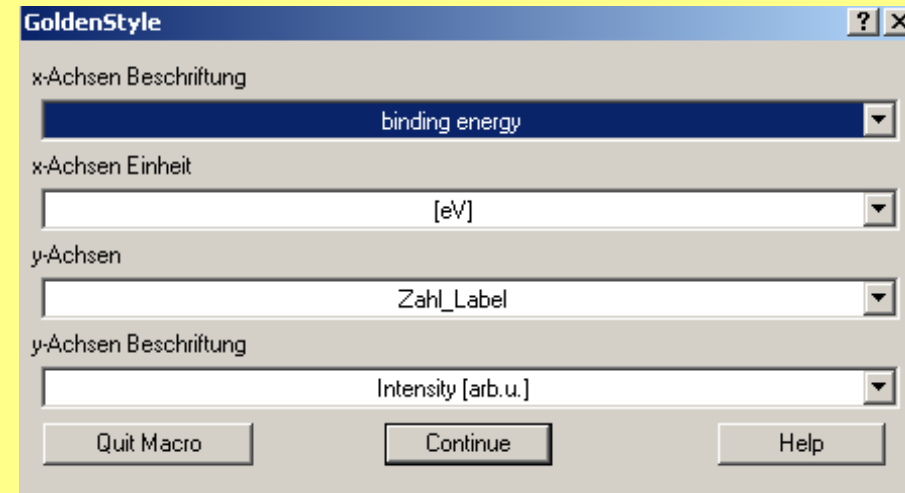 GoldenStyle
x-Achsen Beschriftung
binding energy
x-Achsen Einheit
[eV]
y-Achsen
Zahl_Label
y-Achsen Beschriftung
Intensity [arb.u.]
Quit Macro Continue Help